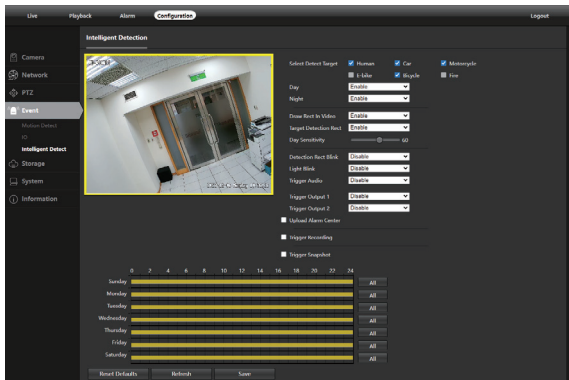 Live Playback Alarm Configuration Logout
Intelligent Detection
Camera
Network
PTZ
Event
Motion Detect
IO
Intelligent Detect
Storage
System
Information
Select Detect Target Human Car Motorcycle
E-bike Bicycle Fire
Day Enable
Night Enable
Draw Rect In Video Enable
Target Detection Rect Enable
Day Sensitivity 60
Detection Rect Blink Disable
Light Blink Disable
Trigger Audio Disable
Trigger Output 1 Disable
Trigger Output 2 Disable
Upload Alarm Center
Trigger Recording
Trigger Snapshot
0 2 4 6 8 10 12 14 16 18 20 22 24
Sunday All
Monday All
Tuesday All
Wednesday All
Thursday All
Friday All
Saturday All
Reset Defaults Refresh Save